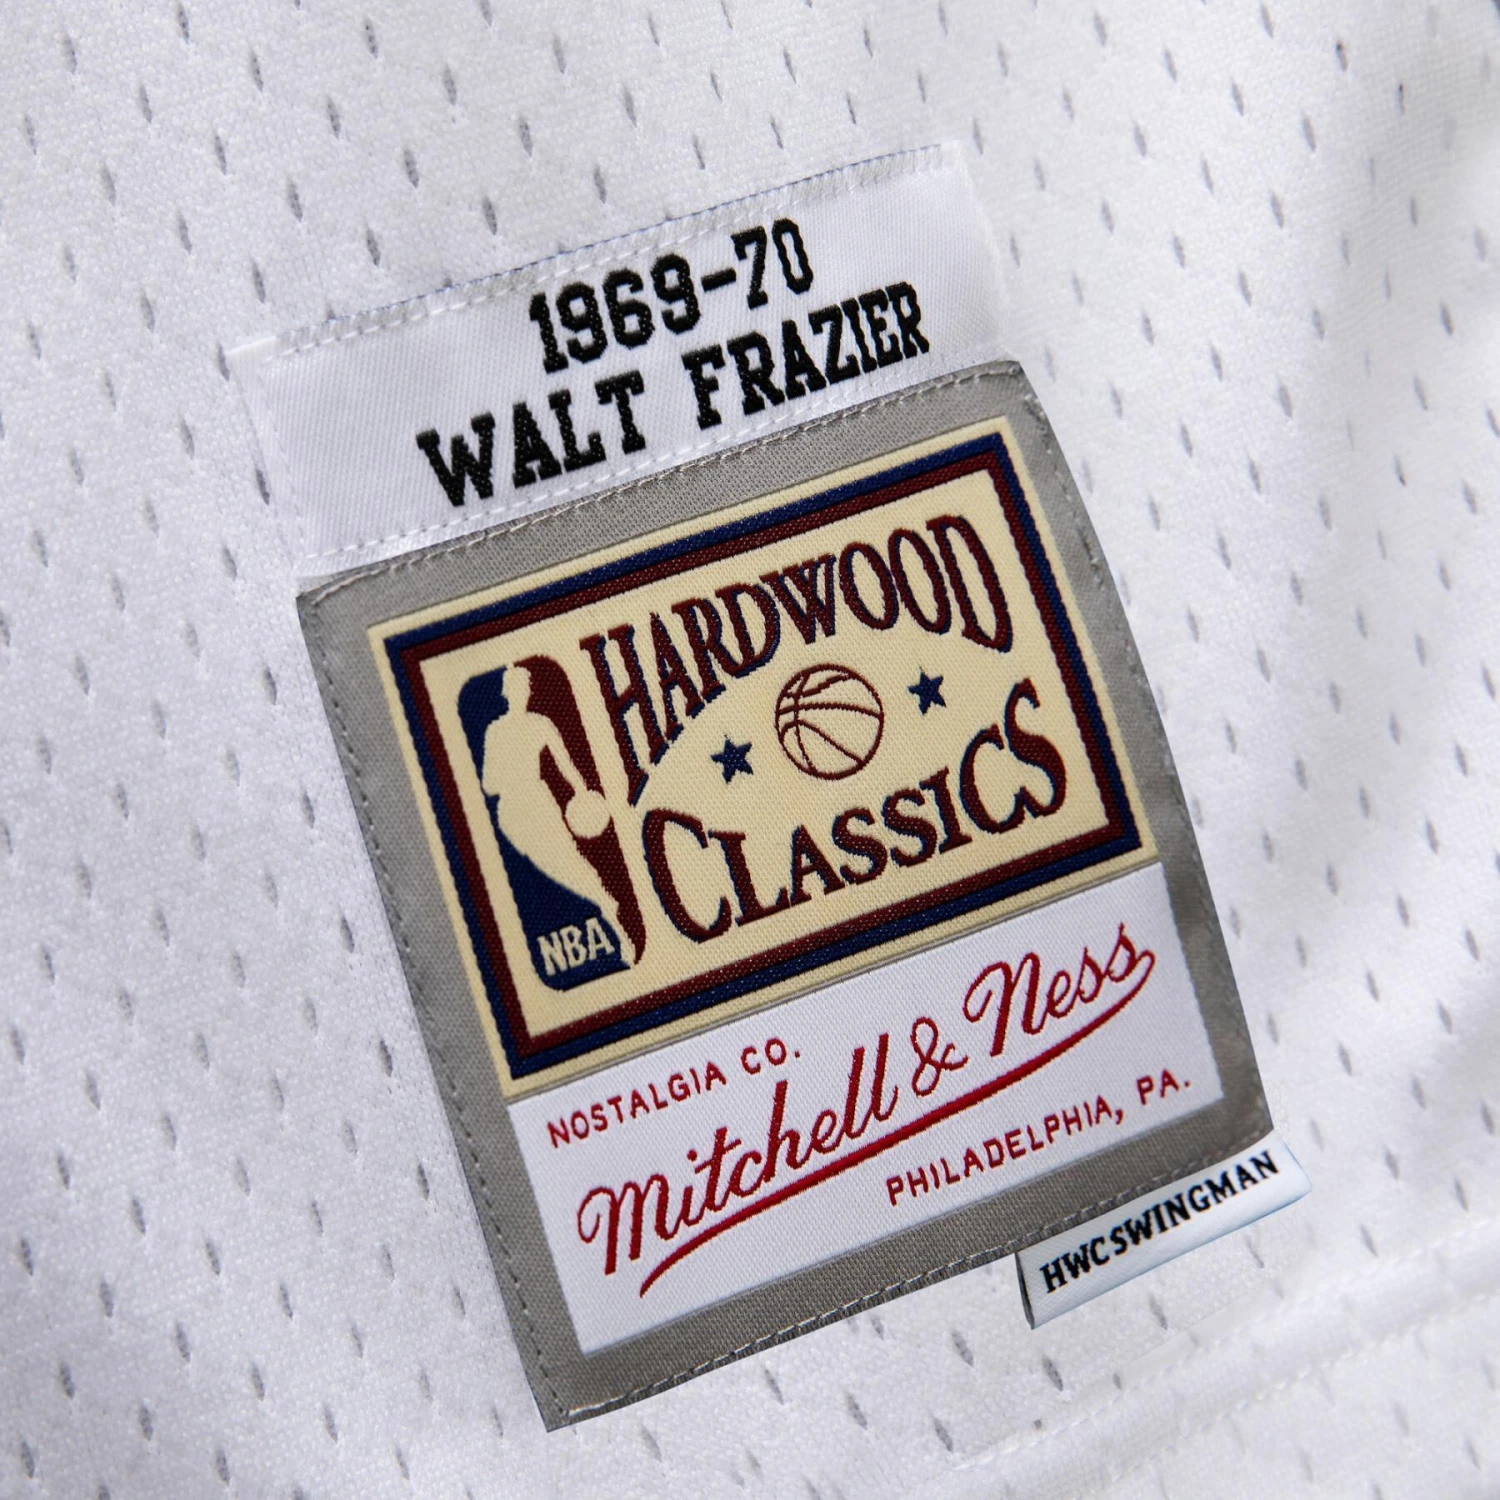 1969-70
WALT FRAZIER
HARDWOOD
CLASSICS
NBA
NOSTALGIA CO.
Mitchell & Ness
PHILADELPHIA, PA.
HWCSWINGMAN